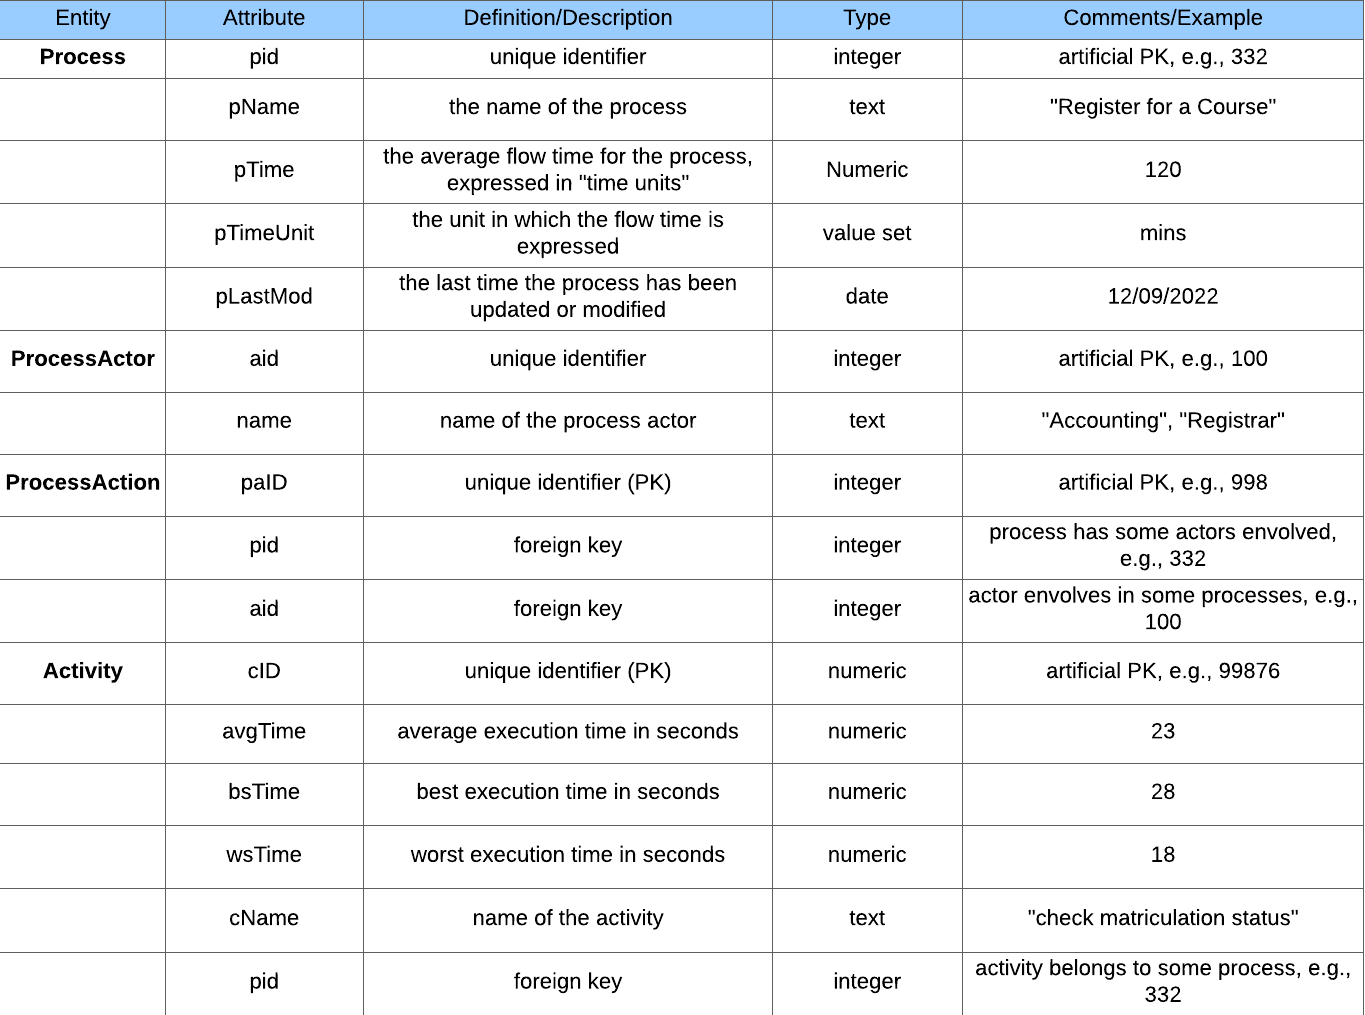 Entity Attribute Definition/Description Type Comments/Example
Process pid unique identifier integer artificial PK, e.g., 332
pName the name of the process text "Register for a Course"
pTime the average flow time for the process, expressed in "time units" Numeric 120
pTimeUnit the unit in which the flow time is expressed value set mins
pLastMod the last time the process has been updated or modified date 12/09/2022
ProcessActor aid unique identifier integer artificial PK, e.g., 100
name name of the process actor text "Accounting", "Registrar"
ProcessAction paID unique identifier (PK) integer artificial PK, e.g., 998
pid foreign key integer process has some actors envolved, e.g., 332
aid foreign key integer actor envolves in some processes, e.g., 100
Activity cID unique identifier (PK) numeric artificial PK, e.g., 99876
avgTime average execution time in seconds numeric 23
bsTime best execution time in seconds numeric 28
wsTime worst execution time in seconds numeric 18
cName name of the activity text "check matriculation status"
pid foreign key integer activity belongs to some process, e.g., 332